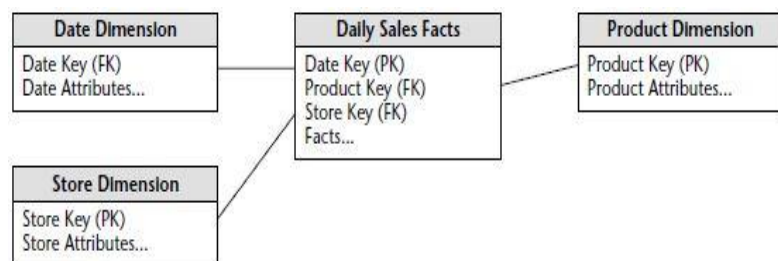 Date Dimension
Date Key (FK)
Date Attributes...
Daily Sales Facts
Date Key (PK)
Product Key (FK)
Store Key (FK)
Facts...
Product Dimension
Product Key (PK)
Product Attributes...
Store Dimension
Store Key (PK)
Store Attributes...